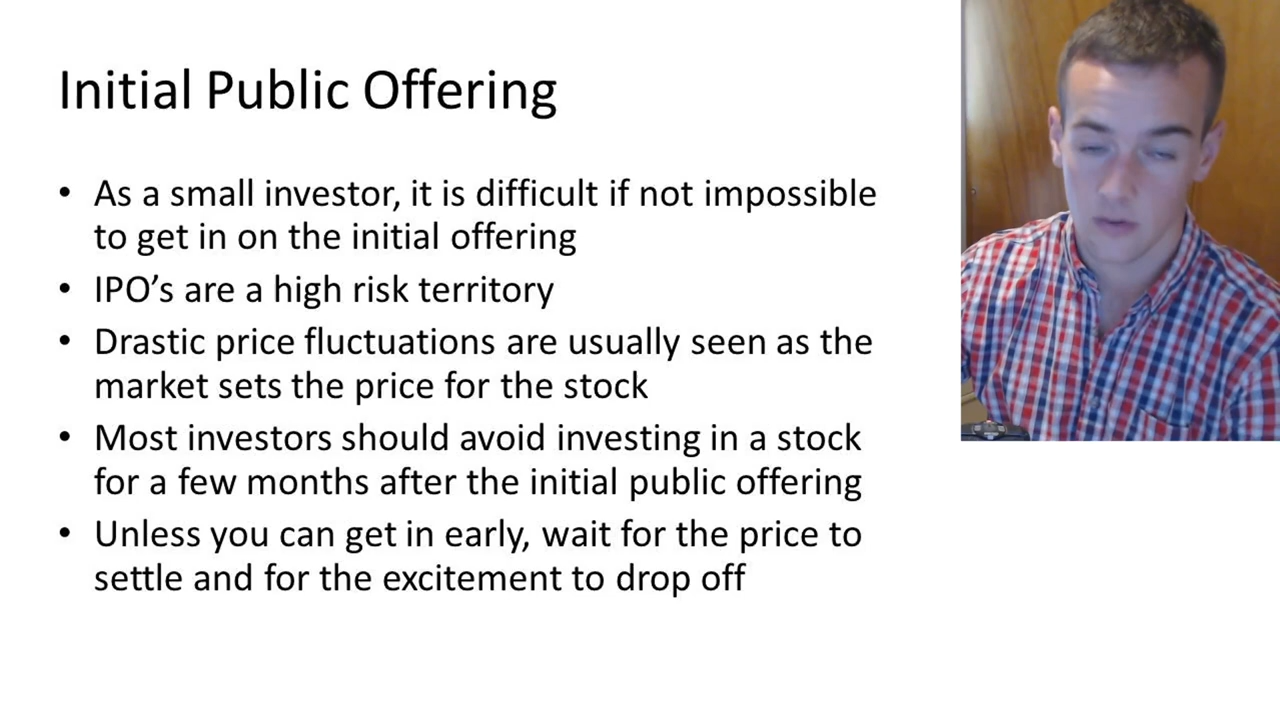 Initial Public Offering
• As a small investor, it is difficult if not impossible
to get in on the initial offering
• IPO’s are a high risk territory
• Drastic price fluctuations are usually seen as the
market sets the price for the stock
• Most investors should avoid investing in a stock
for a few months after the initial public offering
• Unless you can get in early, wait for the price to
settle and for the excitement to drop off